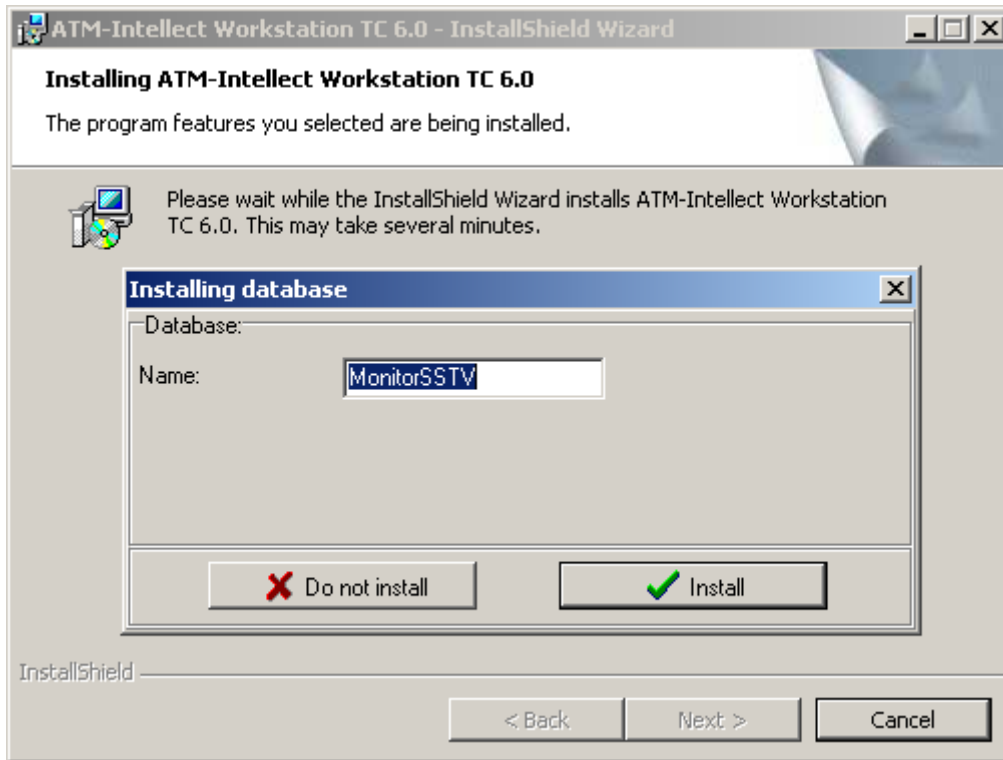 ATM-Intellect Workstation TC 6.0 - InstallShield Wizard
Installing ATM-Intellect Workstation TC 6.0
The program features you selected are being installed.
Please wait while the InstallShield Wizard installs ATM-Intellect Workstation
TC 6.0. This may take several minutes.
Installing database
Database:
Name: MonitorSSTV
Do not install Install
InstallShield
< Back Next > Cancel